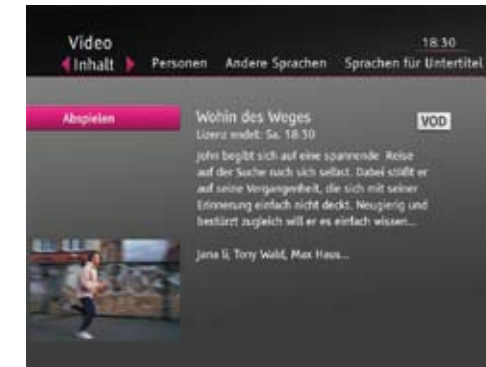 Video
18:30
Inhalt Personen Andere Sprachen Sprachen für Untertitel
Abspielen
Wohin des Weges
VOD
Lizenz endet: Sa. 18:30
John begibt sich auf eine spannende Reise
auf der Suche nach sich selbst. Dabei stößt er
auf seine Vergangenheit, die sich mit seiner
Erinnerung einfach nicht deckt. Neugierig und
bestürzt zugleich will er es einfach wissen...
Jana li, Tony Wald, Max Haus...